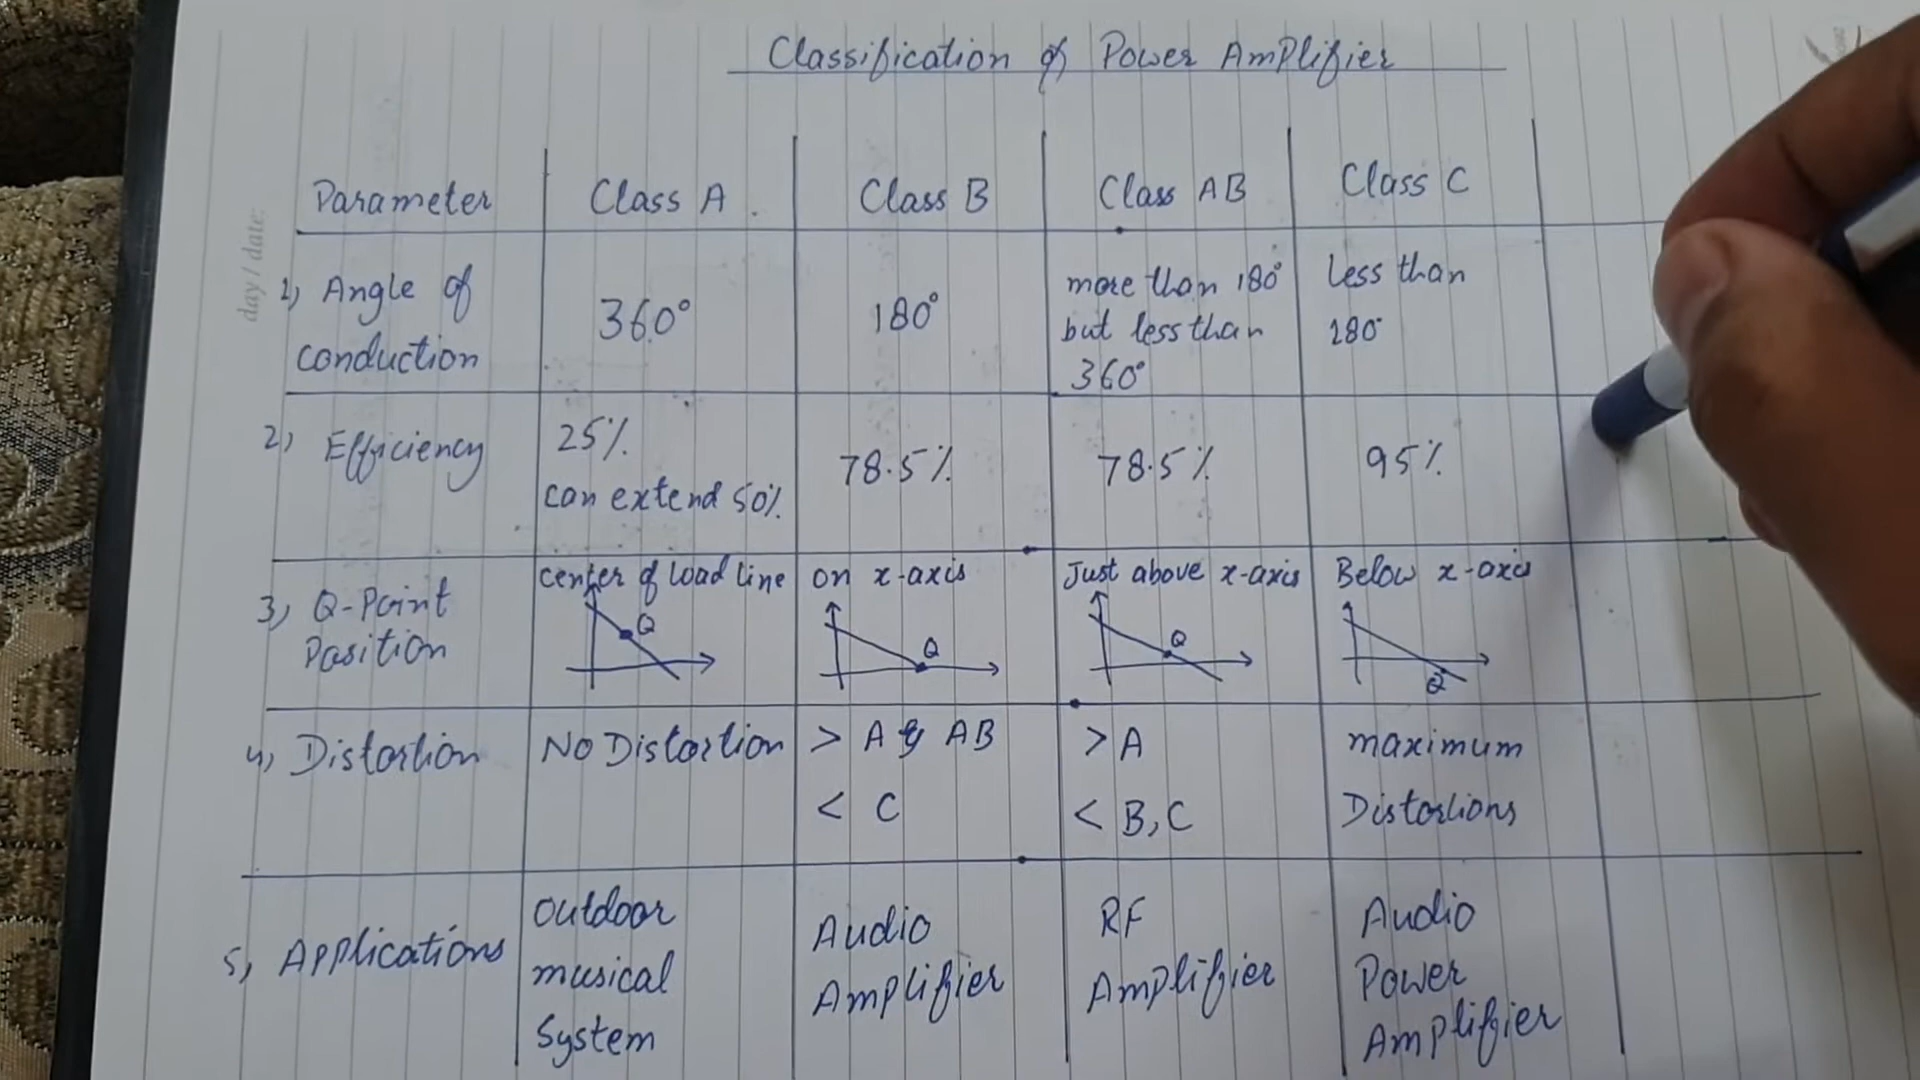 Classification of Power Amplifier
day / date:
Parameter
Class A
Class B
Class AB
Class C
1) Angle of
conduction
360°
180°
more than 180°
but less than
360°
less than
180°
2) Efficiency
25%
can extend 50%
78.5%
78.5%
95%
3) Q-Point
Position
center of load line
Q
on x-axis
Q
Just above x-axis
Q
Below x-axis
Q
4) Distortion
No Distortion
> A & AB
< C
> A
< B, C
maximum
Distortions
5) Applications
outdoor
musical
System
Audio
Amplifier
RF
Amplifier
Audio
Power
Amplifier